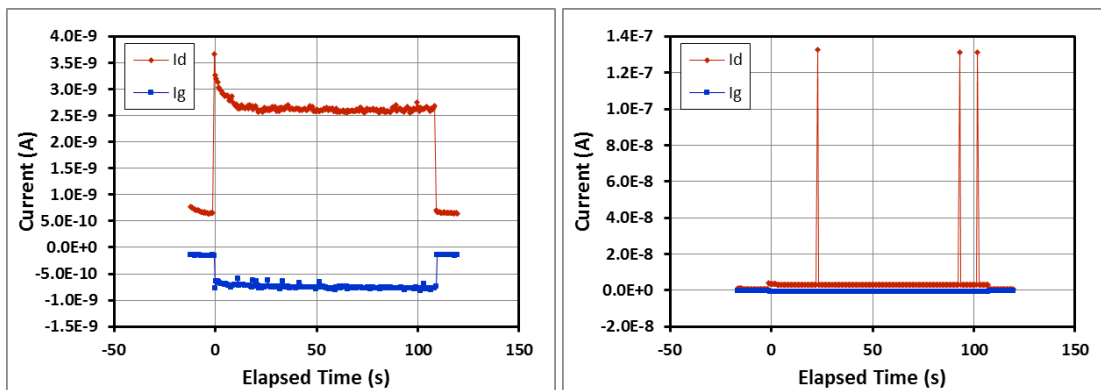 4.0E-9
3.5E-9
3.0E-9
2.5E-9
2.0E-9
1.5E-9
1.0E-9
5.0E-10
0.0E+0
-5.0E-10
-1.0E-9
-1.5E-9
Current (A)
Id
Ig
-50 0 50 100 150
Elapsed Time (s)
1.4E-7
1.2E-7
1.0E-7
8.0E-8
6.0E-8
4.0E-8
2.0E-8
0.0E+0
-2.0E-8
Current (A)
Id
Ig
-50 0 50 100 150
Elapsed Time (s)